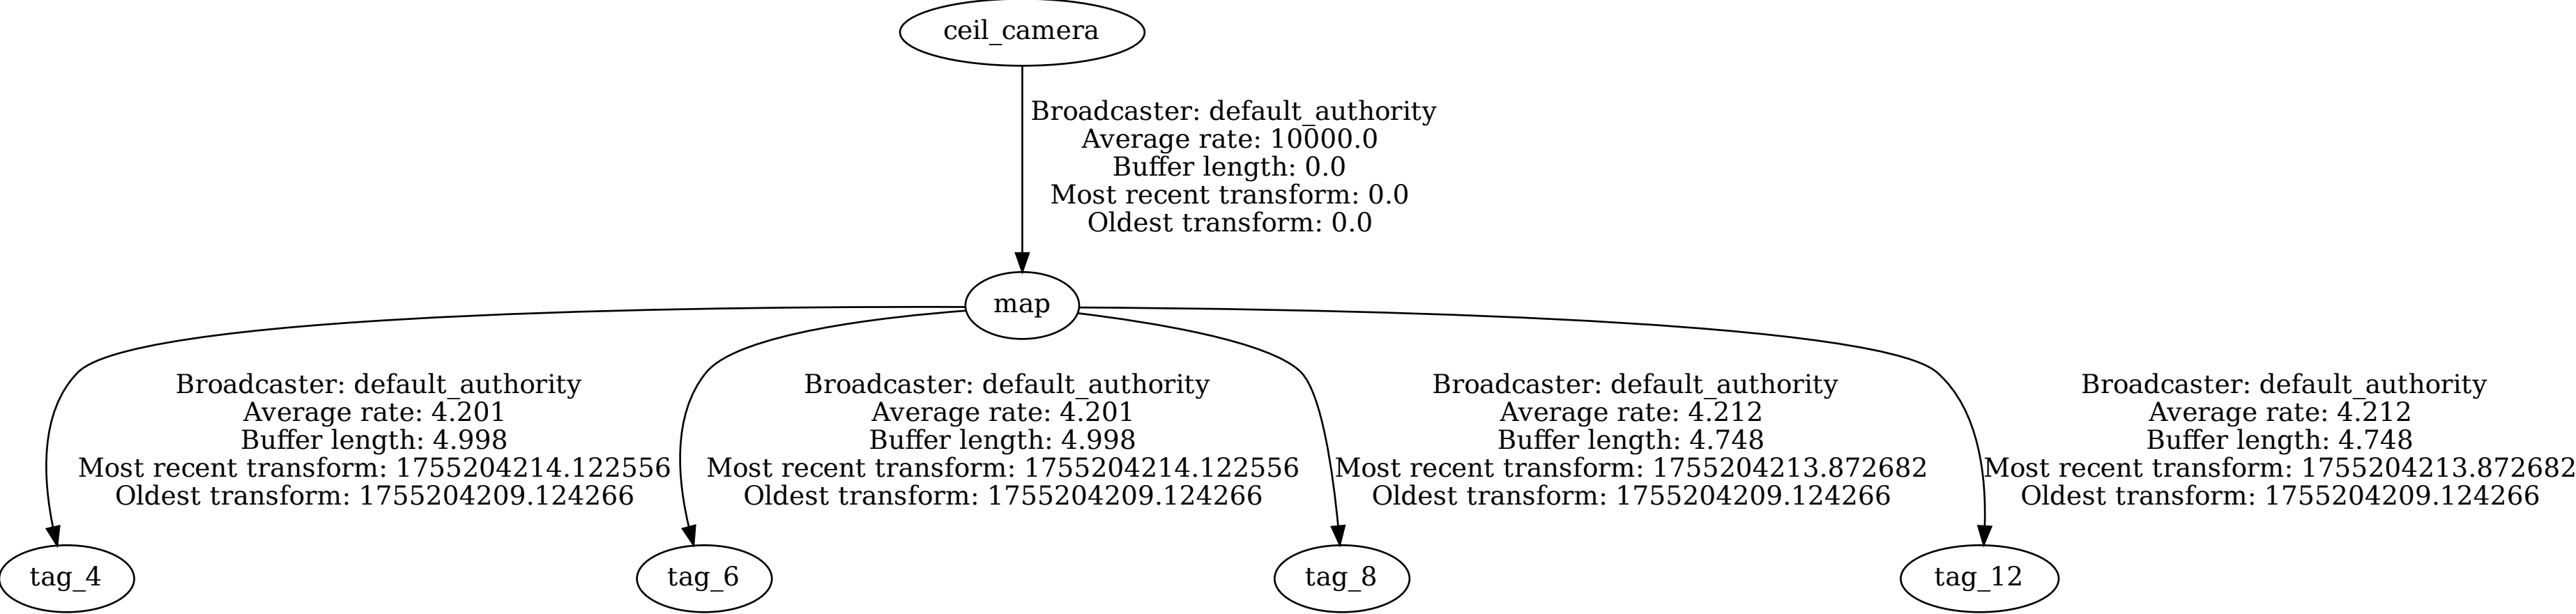 ceil_camera
Broadcaster: default_authority
Average rate: 10000.0
Buffer length: 0.0
Most recent transform: 0.0
Oldest transform: 0.0
map
Broadcaster: default_authority
Average rate: 4.201
Buffer length: 4.998
Most recent transform: 1755204214.122556
Oldest transform: 1755204209.124266
Broadcaster: default_authority
Average rate: 4.201
Buffer length: 4.998
Most recent transform: 1755204214.122556
Oldest transform: 1755204209.124266
Broadcaster: default_authority
Average rate: 4.212
Buffer length: 4.748
Most recent transform: 1755204213.872682
Oldest transform: 1755204209.124266
Broadcaster: default_authority
Average rate: 4.212
Buffer length: 4.748
Most recent transform: 1755204213.872682
Oldest transform: 1755204209.124266
tag_4
tag_6
tag_8
tag_12